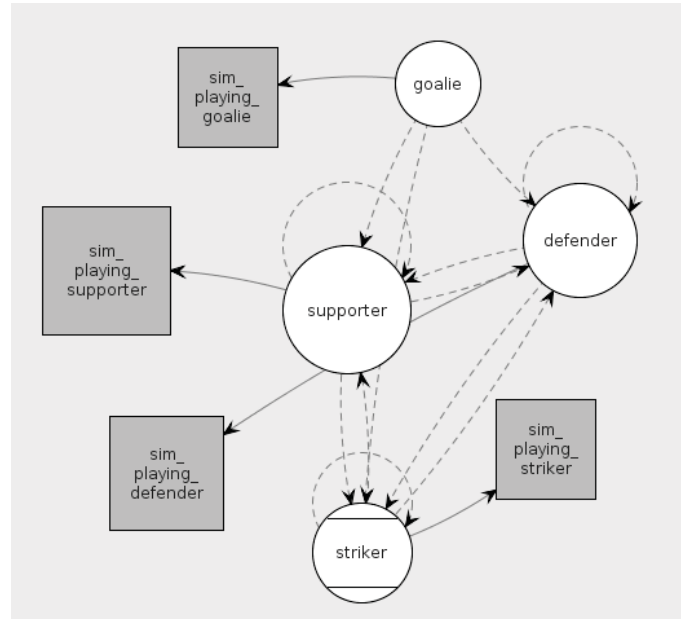 sim_
playing_
goalie
goalie
defender
sim_
playing_
supporter
supporter
sim_
playing_
striker
sim_
playing_
defender
striker